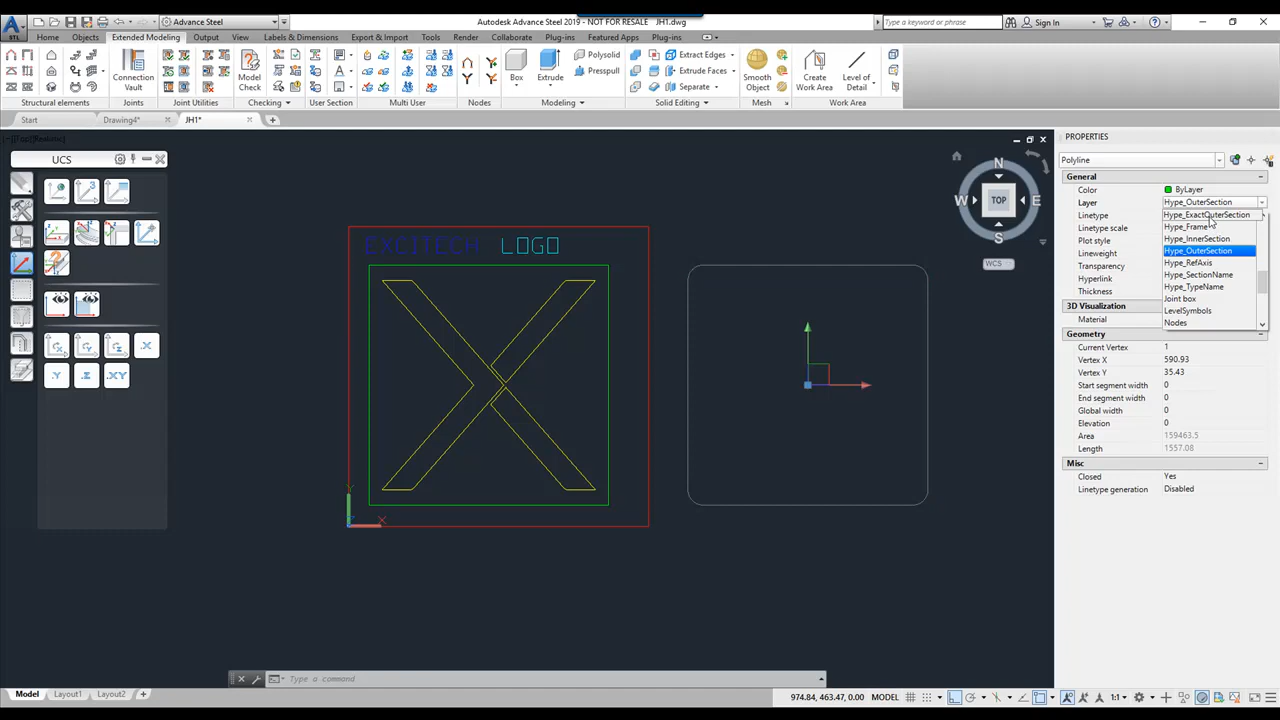 Advance Steel
Autodesk Advance Steel 2019 - NOT FOR RESALE JH1.dwg
Type a keyword or phrase
Sign In
Home Objects Extended Modeling Output View Labels & Dimensions Export & Import Tools Render Collaborate Plug-ins Featured Apps Plug-ins
Connection Vault
Model Check
Box
Extrude
Polysolid
Presspull
Extract Edges
Extrude Faces
Separate
Smooth Object
Create Work Area
Level of Detail
Structural elements
Joints
Joint Utilities
Checking
User Section
Multi User
Nodes
Modeling
Solid Editing
Mesh
Work Area
Start
Drawing4*
JH1*
UCS
.X
.Y
.Z
.XY
EXCITECH LOGO
Y
X
N
W
TOP
E
S
WCS
PROPERTIES
Polyline
General
Color ByLayer
Layer Hype_OuterSection
Linetype Hype_ExactOuterSection
Linetype scale Hype_Frame
Plot style Hype_InnerSection
Lineweight Hype_OuterSection
Transparency Hype_RefAxis
Hyperlink Hype_SectionName
Thickness Hype_TypeName
3D Visualization Joint box
LevelSymbols
Material Nodes
Geometry
Current Vertex 1
Vertex X 590.93
Vertex Y 35.43
Start segment width 0
End segment width 0
Global width 0
Elevation 0
Area 159463.5
Length 1557.08
Misc
Closed Yes
Linetype generation Disabled
Type a command
Model Layout1 Layout2
974.84, 463.47, 0.00 MODEL
1:1